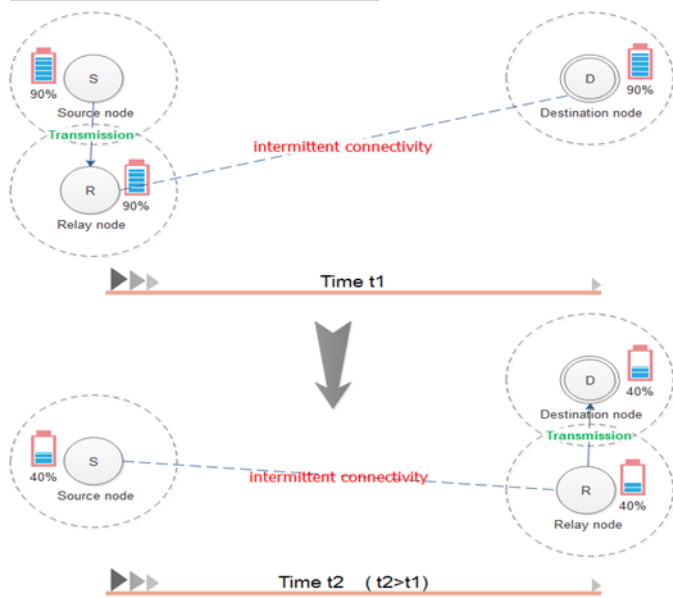 S
90%
Source node
D
90%
Destination node
Transmission
intermittent connectivity
R
90%
Relay node
Time t1
D
40%
Destination node
Transmission
S
40%
Source node
intermittent connectivity
R
40%
Relay node
Time t2 ( t2>t1)